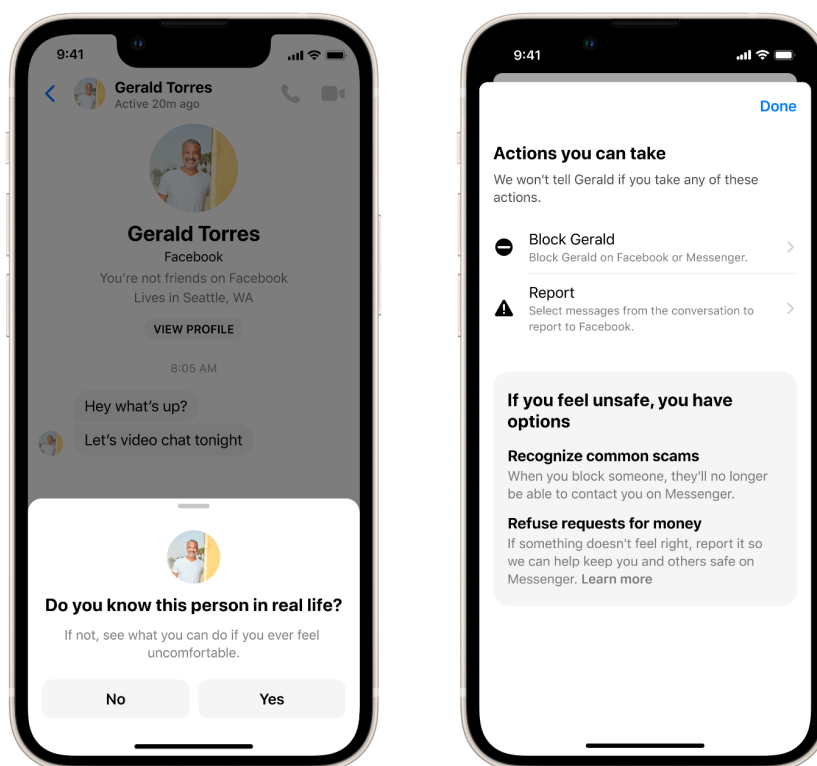 9:41
Gerald Torres
Active 20m ago
Gerald Torres
Facebook
You're not friends on Facebook
Lives in Seattle, WA
VIEW PROFILE
8:05 AM
Hey what's up?
Let's video chat tonight
Do you know this person in real life?
If not, see what you can do if you ever feel
uncomfortable.
No
Yes
9:41
Done
Actions you can take
We won't tell Gerald if you take any of these
actions.
Block Gerald
Block Gerald on Facebook or Messenger.
Report
Select messages from the conversation to
report to Facebook.
If you feel unsafe, you have
options
Recognize common scams
When you block someone, they'll no longer
be able to contact you on Messenger.
Refuse requests for money
If something doesn't feel right, report it so
we can help keep you and others safe on
Messenger. Learn more